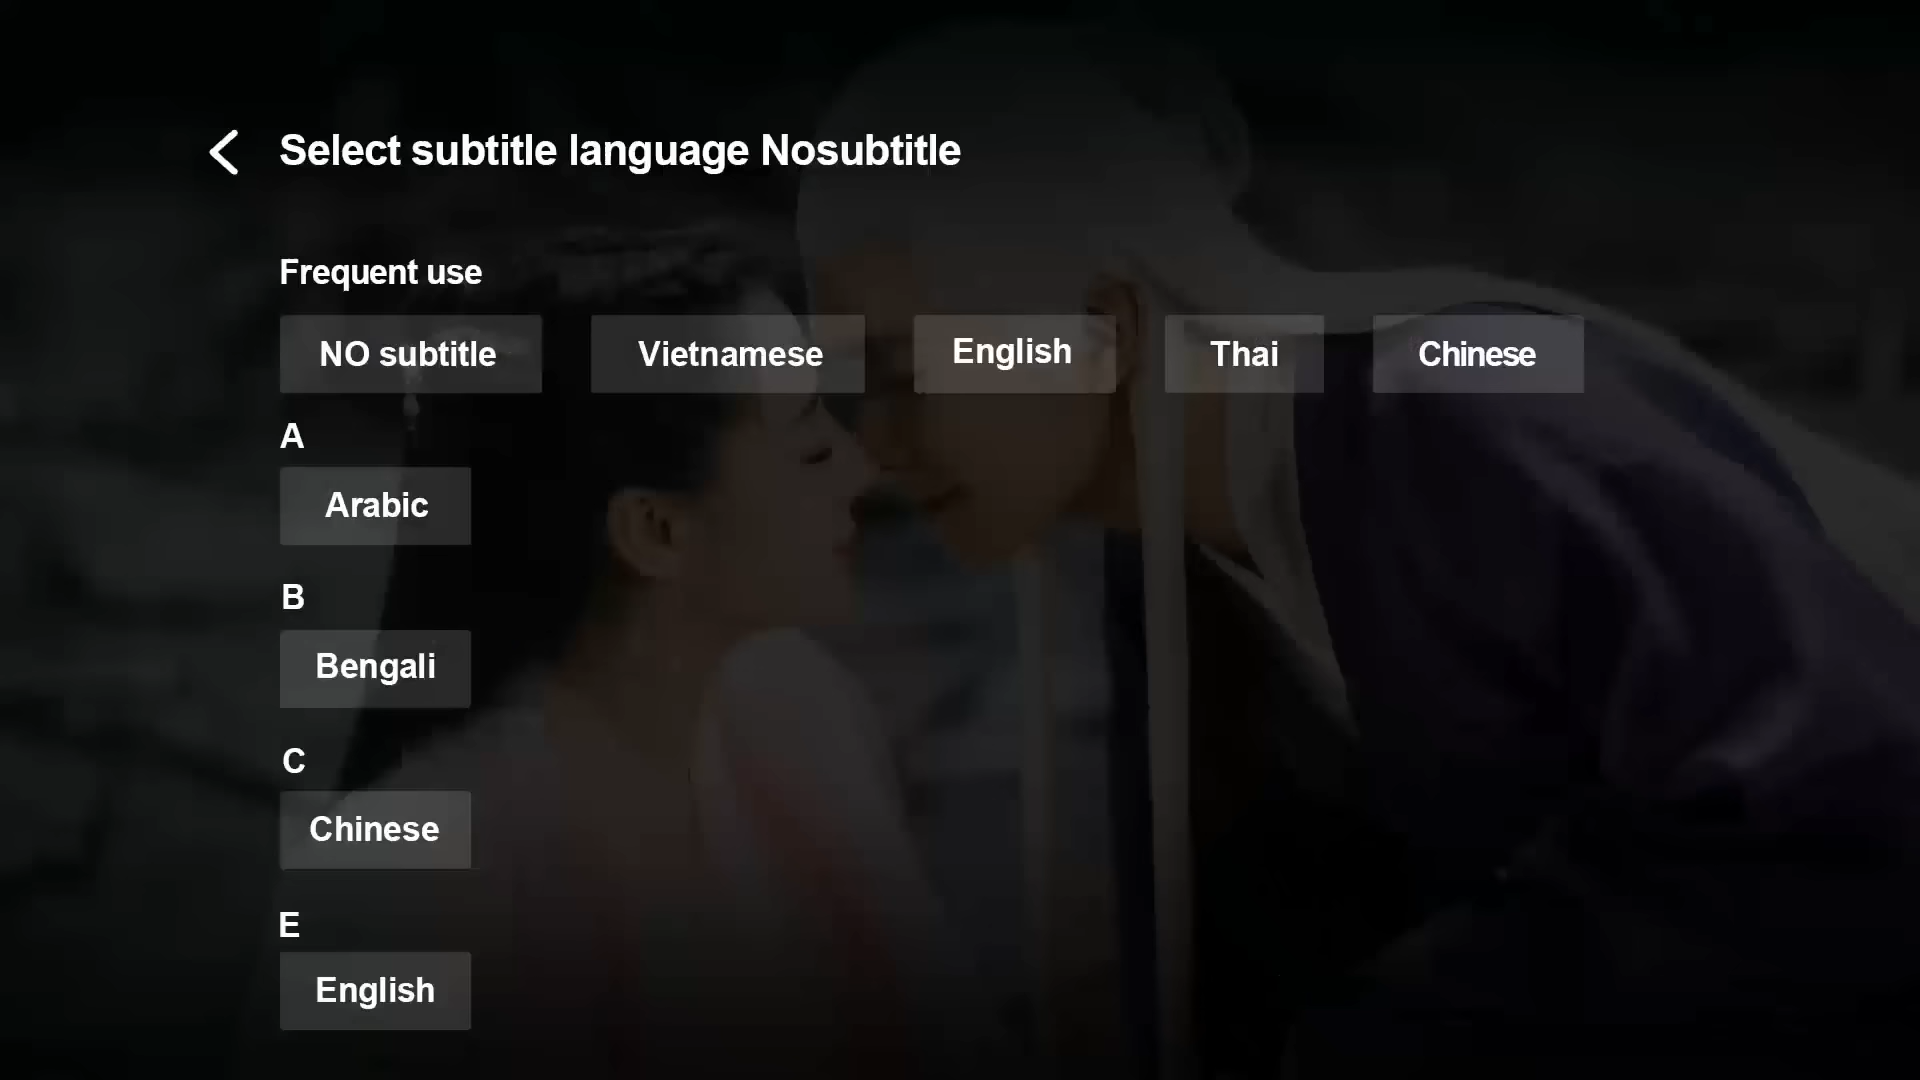 Select subtitle language Nosubtitle
Frequent use
NO subtitle Vietnamese English Thai Chinese
A
Arabic
B
Bengali
C
Chinese
E
English